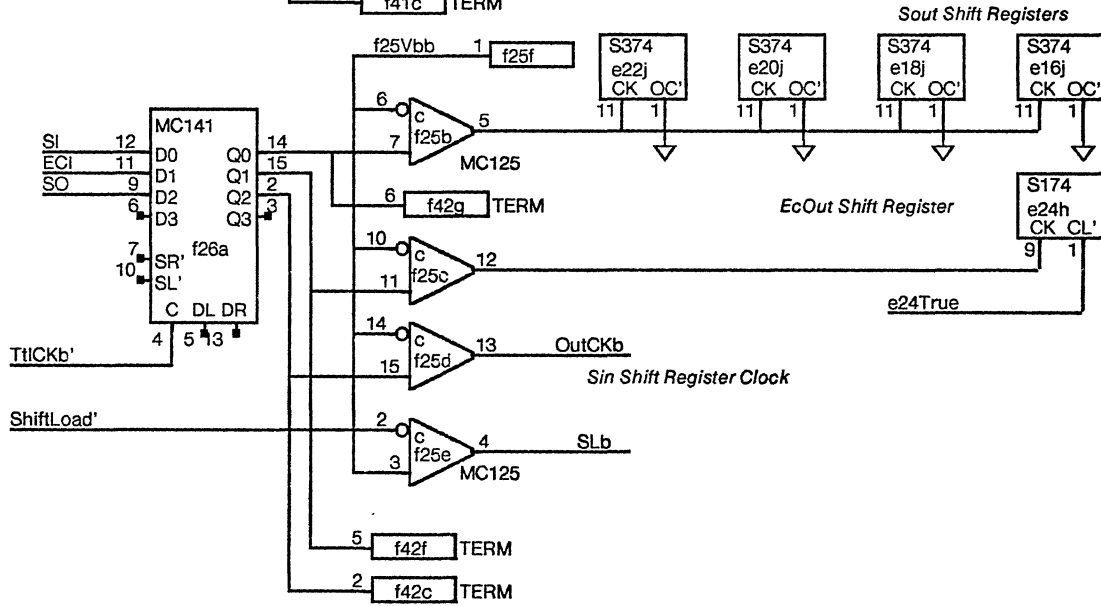 f41c TERM
Sout Shift Registers
f25Vbb 1 f25f
S374 S374 S374 S374
e22j e20j e18j e16j
CK OC' CK OC' CK OC' CK OC'
11 1 11 1 11 1 11 1
6 C 5
7 f25b
MC125
MC141
SI 12 D0 Q0 14
ECI 11 D1 Q1 15
SO 9 D2 Q2 2
6 D3 Q3 3
f26a
7 SR'
10 SL'
C DL DR
4 5 13
TtlCKb'
6 f42g TERM
EcOut Shift Register
S174
e24h
CK CL'
9 1
10 C 12
11 f25c
e24True
14 C 13 OutCKb
15 f25d
Sin Shift Register Clock
ShiftLoad' 2 C 4 SLb
3 f25e
MC125
5 f42f TERM
2 f42c TERM